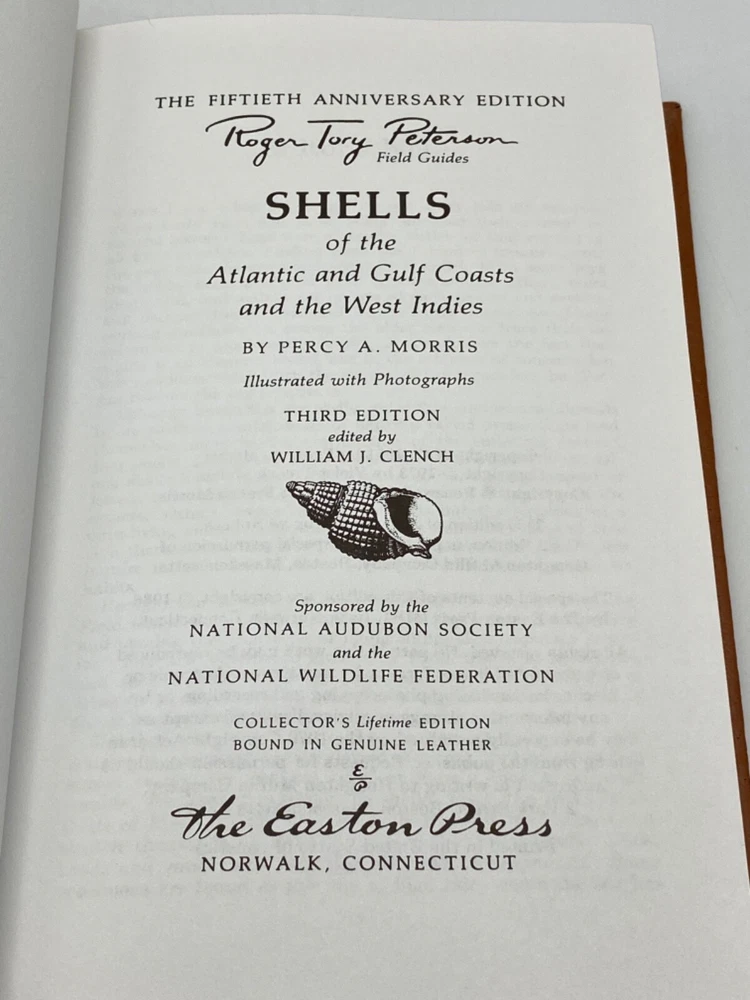 THE FIFTIETH ANNIVERSARY EDITION
Roger Tory Peterson
Field Guides
SHELLS
of the
Atlantic and Gulf Coasts
and the West Indies
BY PERCY A. MORRIS
Illustrated with Photographs
THIRD EDITION
edited by
WILLIAM J. CLENCH
Sponsored by the
NATIONAL AUDUBON SOCIETY
and the
NATIONAL WILDLIFE FEDERATION
COLLECTOR'S Lifetime EDITION
BOUND IN GENUINE LEATHER
E
P
The Easton Press
NORWALK, CONNECTICUT